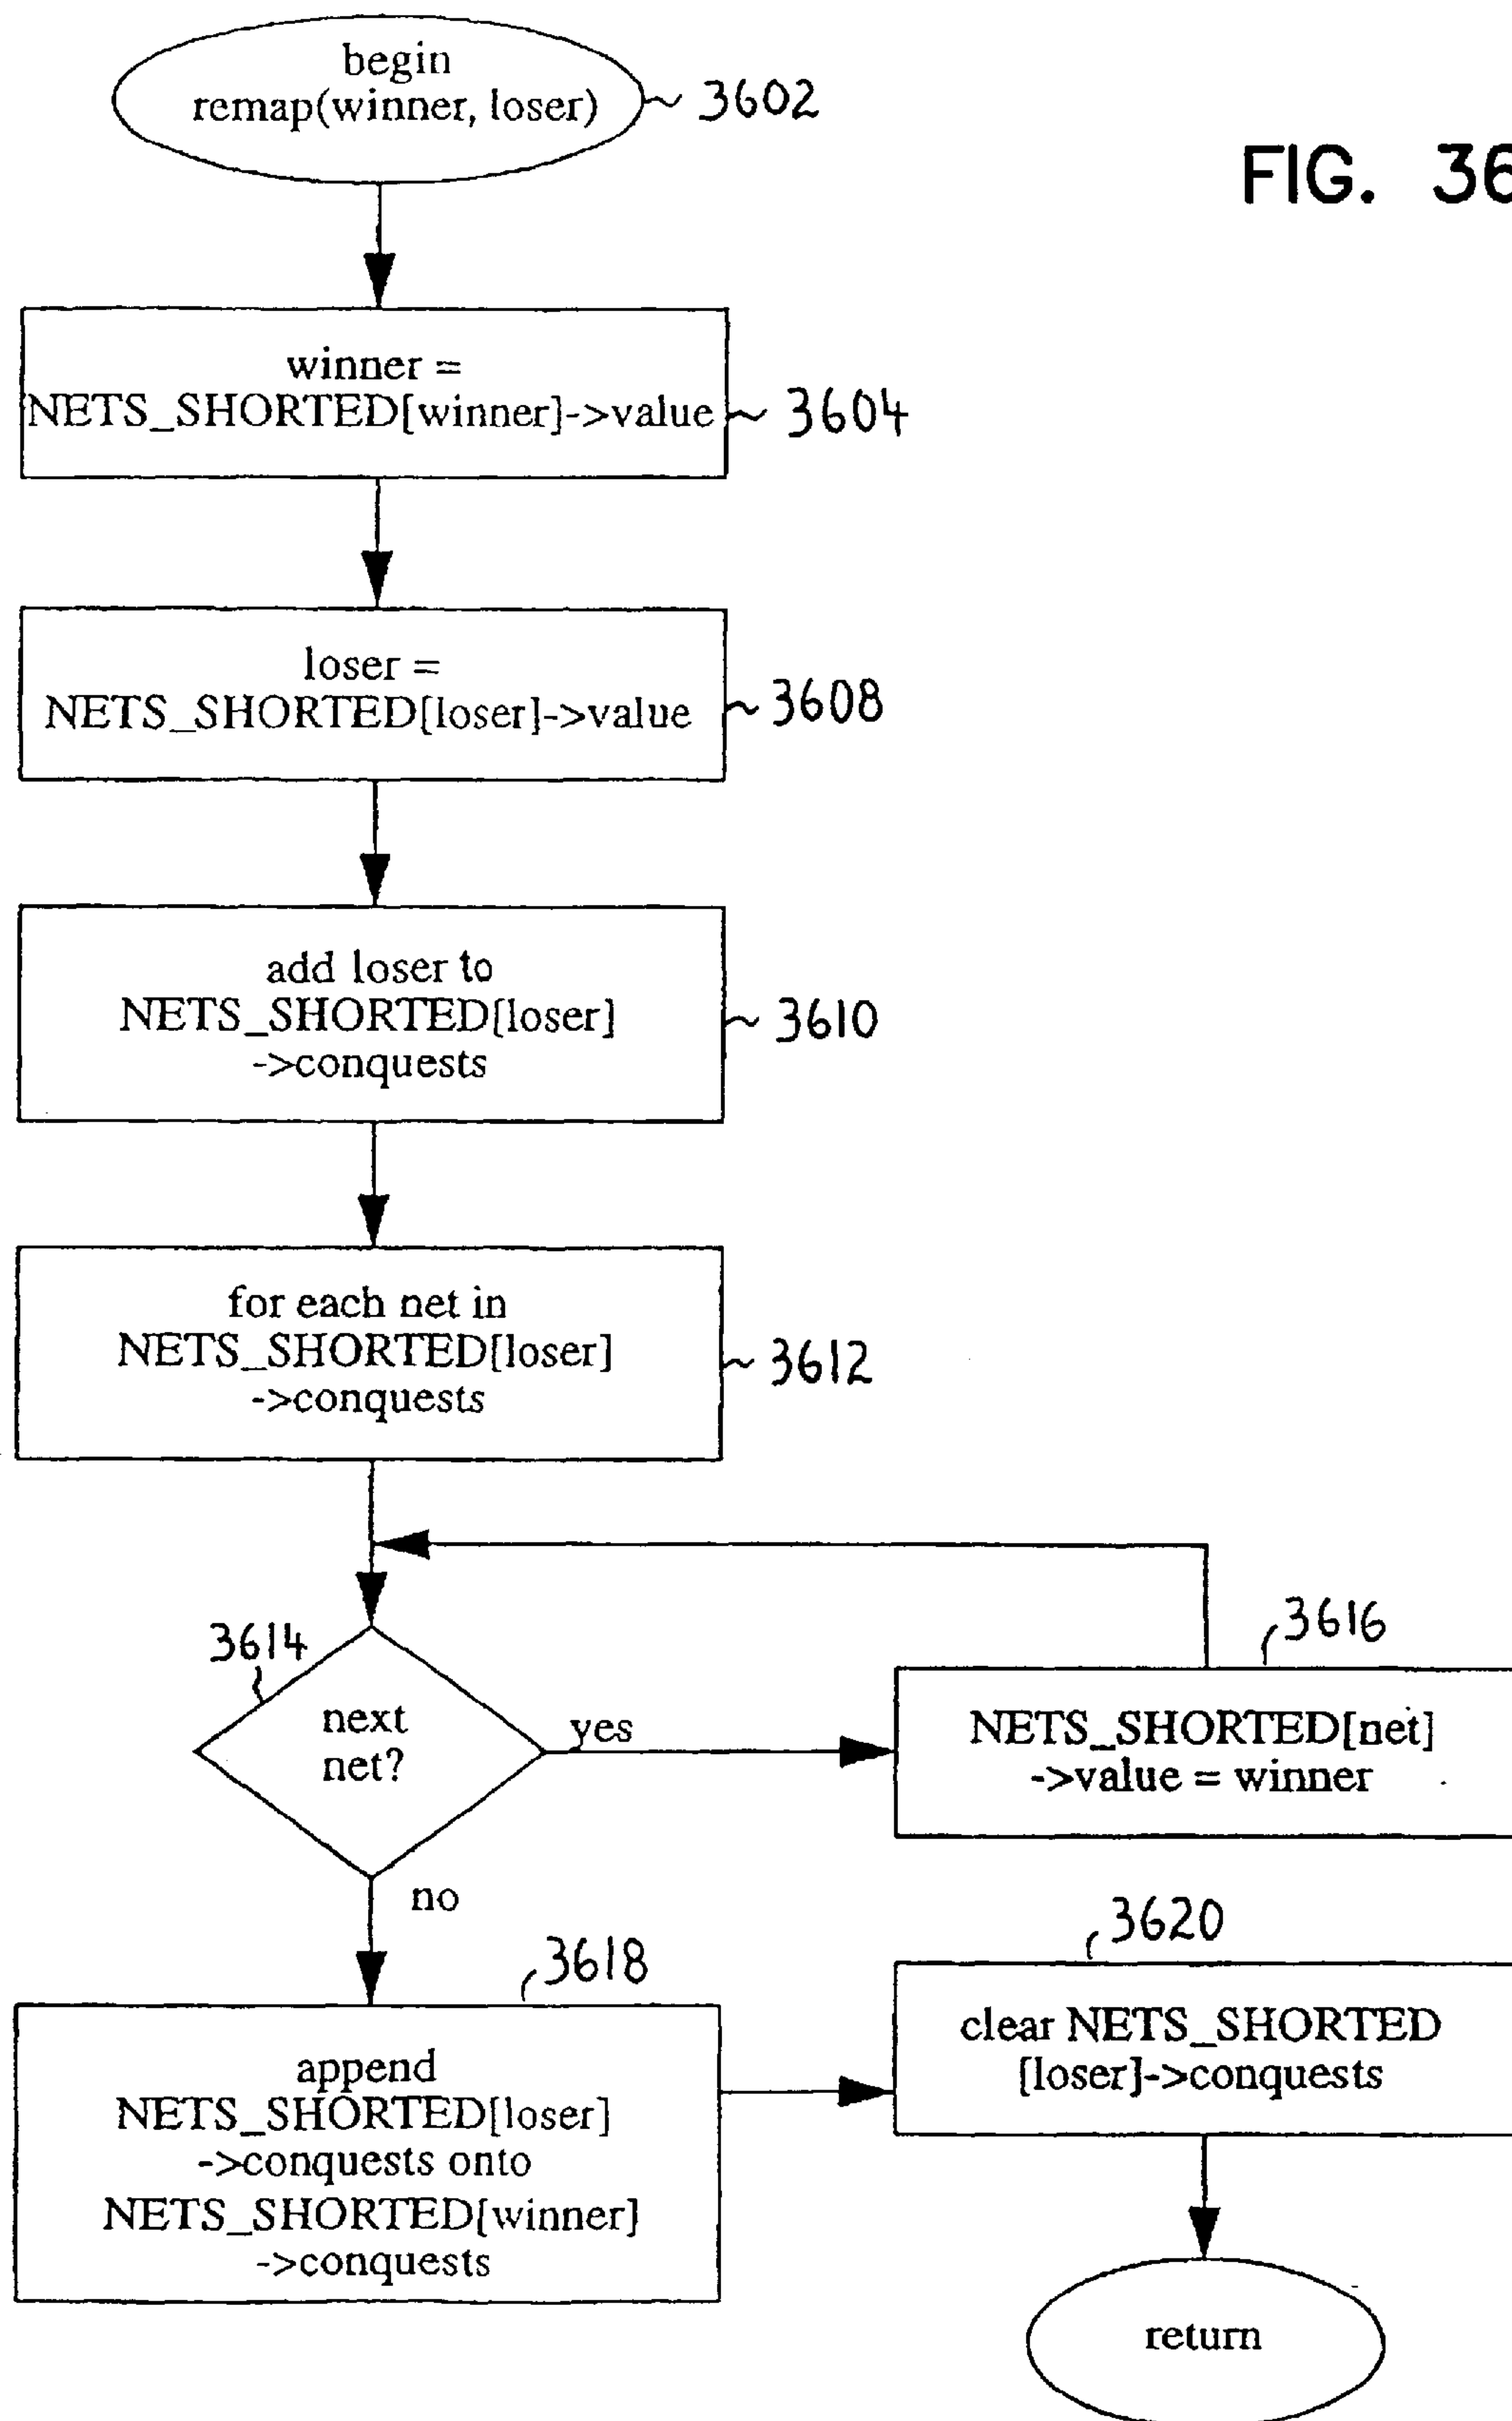 begin
remap(winner, loser)
3602
FIG. 36
winner =
NETS_SHORTED[winner]->value
3604
loser =
NETS_SHORTED[loser]->value
3608
add loser to
NETS_SHORTED[loser]
->conquests
3610
for each net in
NETS_SHORTED[loser]
->conquests
3612
3614
next
net?
yes
3616
NETS_SHORTED[net]
->value = winner
no
3618
append
NETS_SHORTED[loser]
->conquests onto
NETS_SHORTED[winner]
->conquests
3620
clear NETS_SHORTED
[loser]->conquests
return